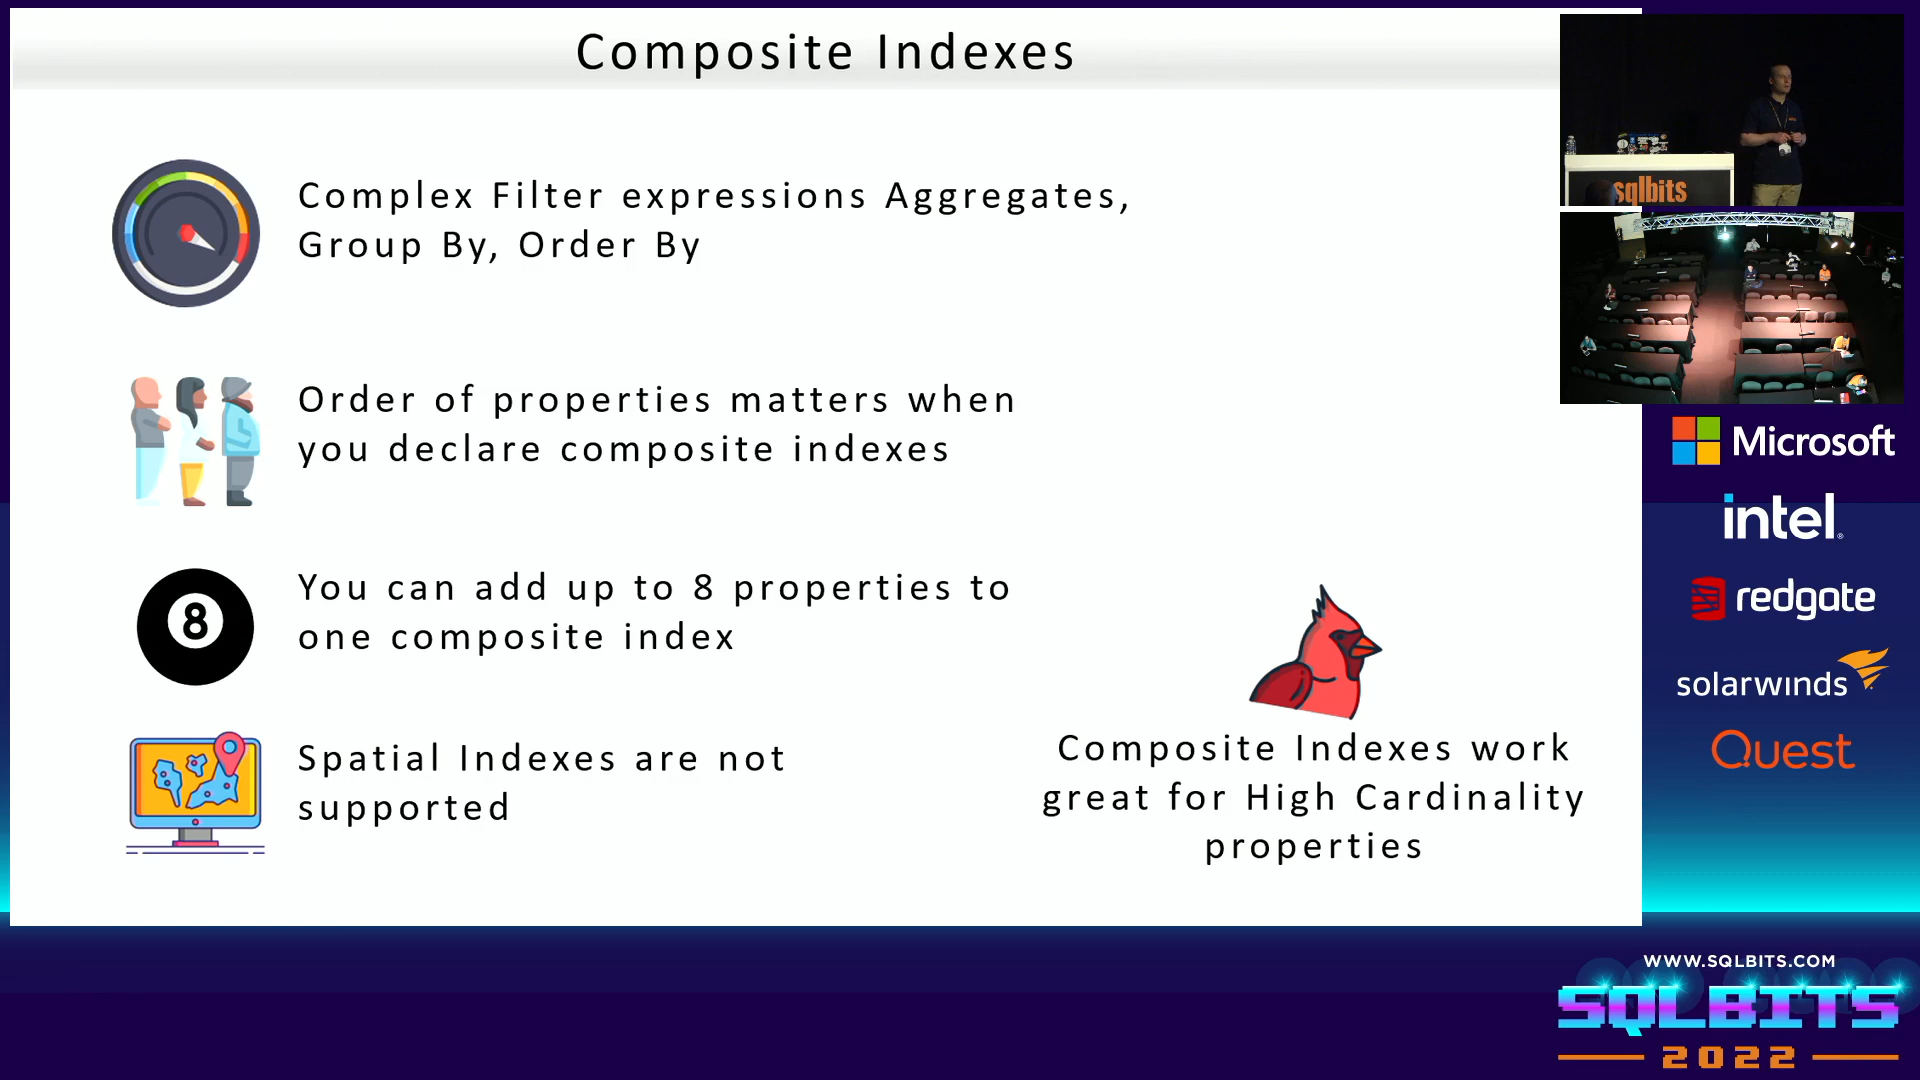 Composite Indexes
Complex Filter expressions Aggregates,
Group By, Order By
Order of properties matters when
you declare composite indexes
8
You can add up to 8 properties to
one composite index
Spatial Indexes are not
supported
Composite Indexes work
great for High Cardinality
properties
sqlbits
Microsoft
intel.
redgate
solarwinds
Quest
WWW.SQLBITS.COM
SQLBITS
2022